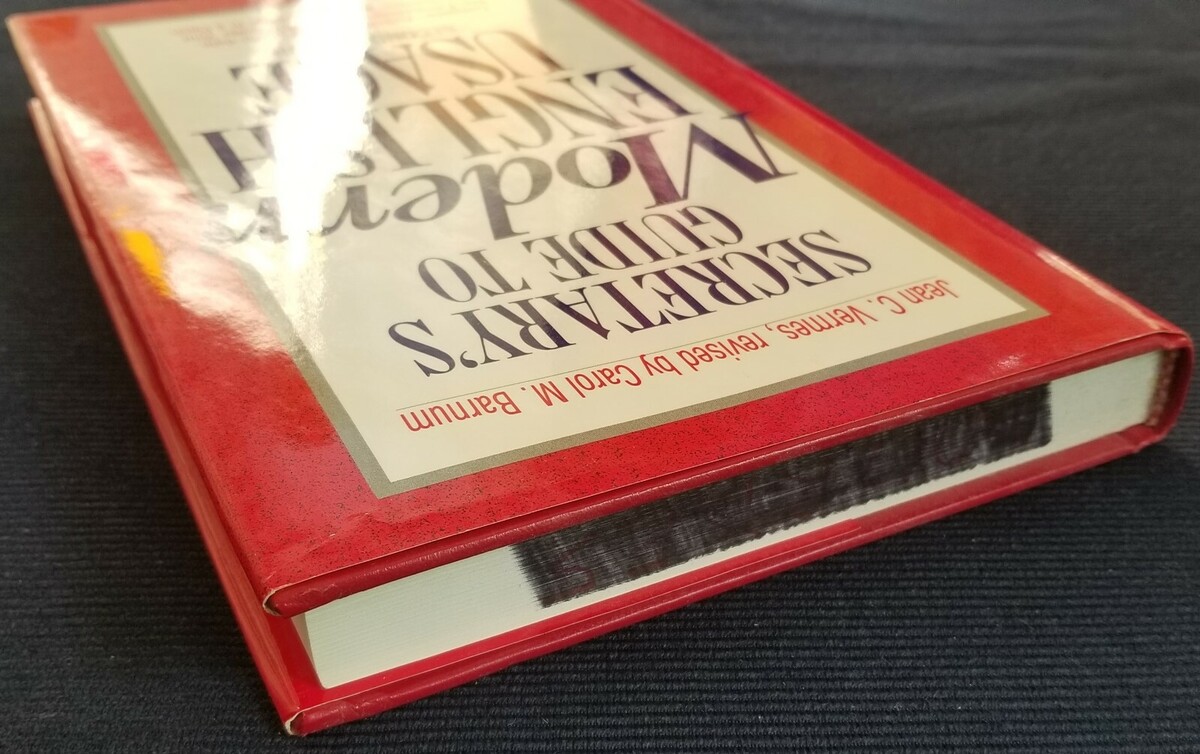 Jean C. Vermes, revised by Carol M. Barnum
SECRETARY'S
GUIDE TO
Modern
ENGLISH
USAGE